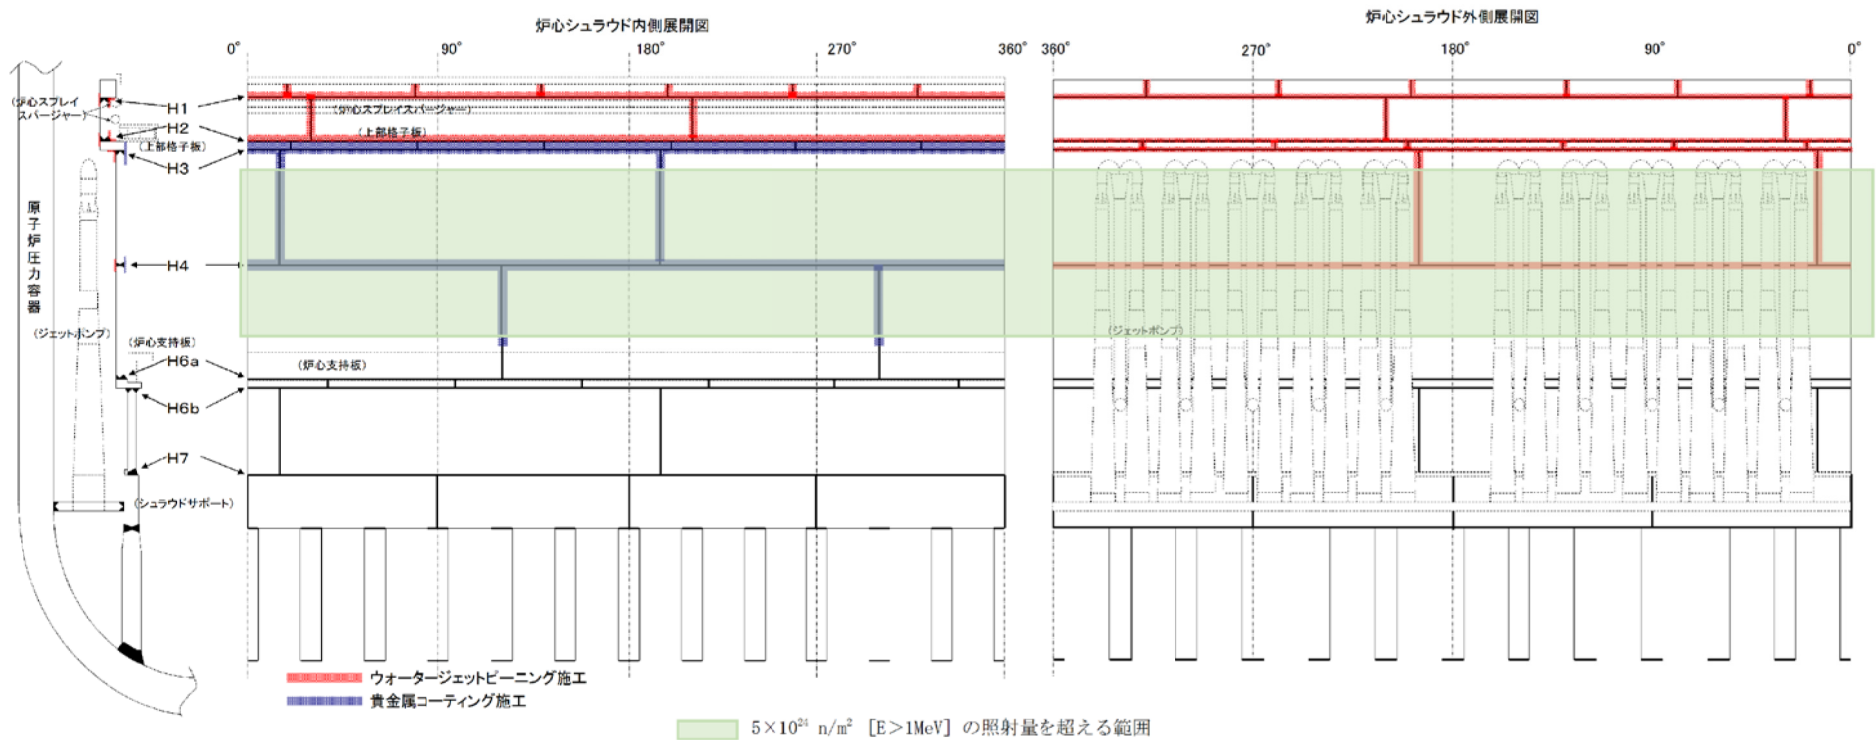 炉心シュラウド内側展開図
炉心シュラウド外側展開図
0° 90° 180° 270° 360°
360° 270° 180° 90° 0°
(炉心スプレイ
スパージャー)
H1
H2
(上部格子板)
H3
原子炉圧力容器
H4
(ジェットポンプ)
(炉心支持板)
H6a
H6b
H7
(シュラウドサポート)
(炉心スプレイスパージャー)
(上部格子板)
(炉心支持板)
(ジェットポンプ)
ウォータージェットピーニング施工
貴金属コーティング施工
5×10²⁴ n/m² [E>1MeV] の照射量を超える範囲